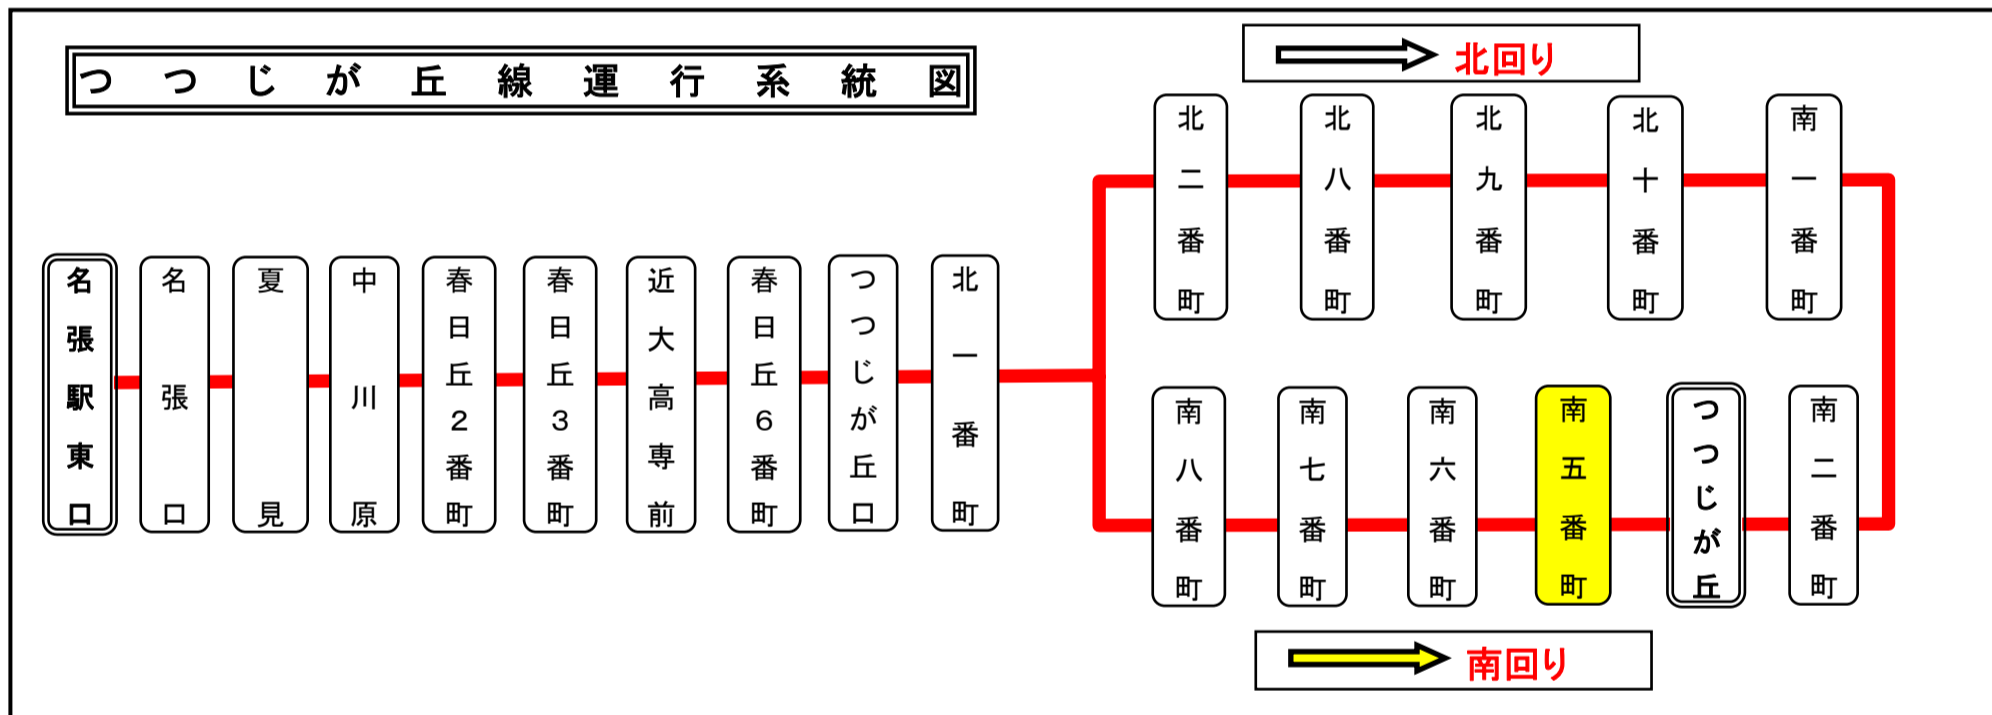 つつじが丘線運行系統図
北回り
北二番町
北八番町
北九番町
北十番町
南一番町
名張駅東口
名張口
夏見
中川原
春日丘2番町
春日丘3番町
近大高専前
春日丘6番町
つつじが丘口
北一番町
南八番町
南七番町
南六番町
南五番町
つつじが丘
南二番町
南回り